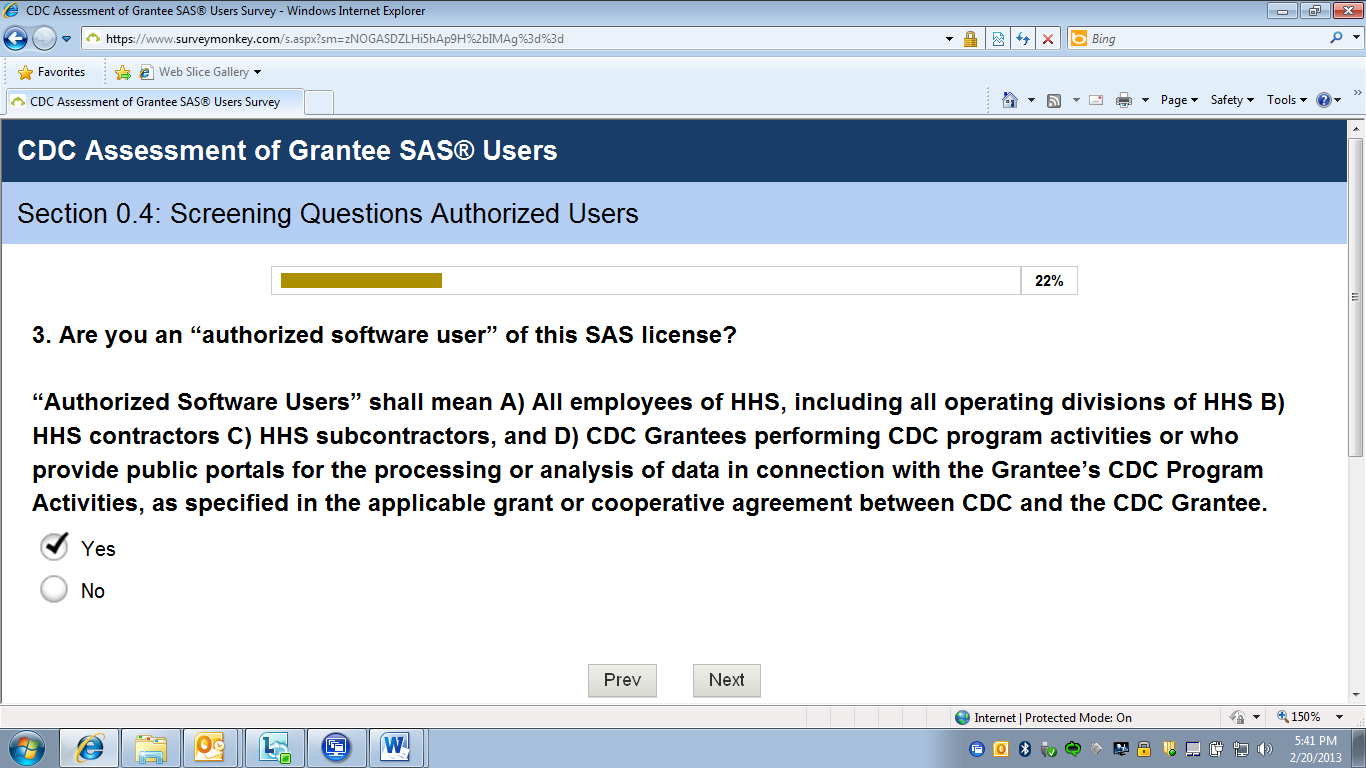 CDC Assessment of Grantee SAS® Users Survey - Windows Internet Explorer
https://www.surveymonkey.com/s.aspx?sm=zNOGASDZLHi5hAp9H%2bIMAg%3d%3d
Bing
Favorites
Web Slice Gallery
CDC Assessment of Grantee SAS® Users Survey
Page
Safety
Tools
CDC Assessment of Grantee SAS® Users
Section 0.4: Screening Questions Authorized Users
22%
3. Are you an “authorized software user” of this SAS license?
“Authorized Software Users” shall mean A) All employees of HHS, including all operating divisions of HHS B)
HHS contractors C) HHS subcontractors, and D) CDC Grantees performing CDC program activities or who
provide public portals for the processing or analysis of data in connection with the Grantee’s CDC Program
Activities, as specified in the applicable grant or cooperative agreement between CDC and the CDC Grantee.
Yes
No
Prev
Next
Internet | Protected Mode: On
150%
5:41 PM
2/20/2013